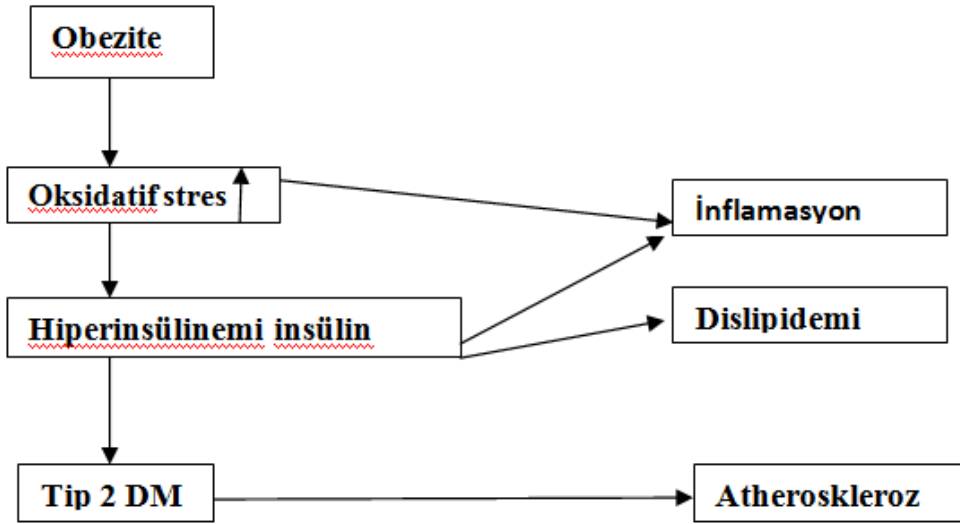 Obezite
Oksidatif stres
İnflamasyon
Hiperinsülinemi insülin
Dislipidemi
Tip 2 DM
Atheroskleroz